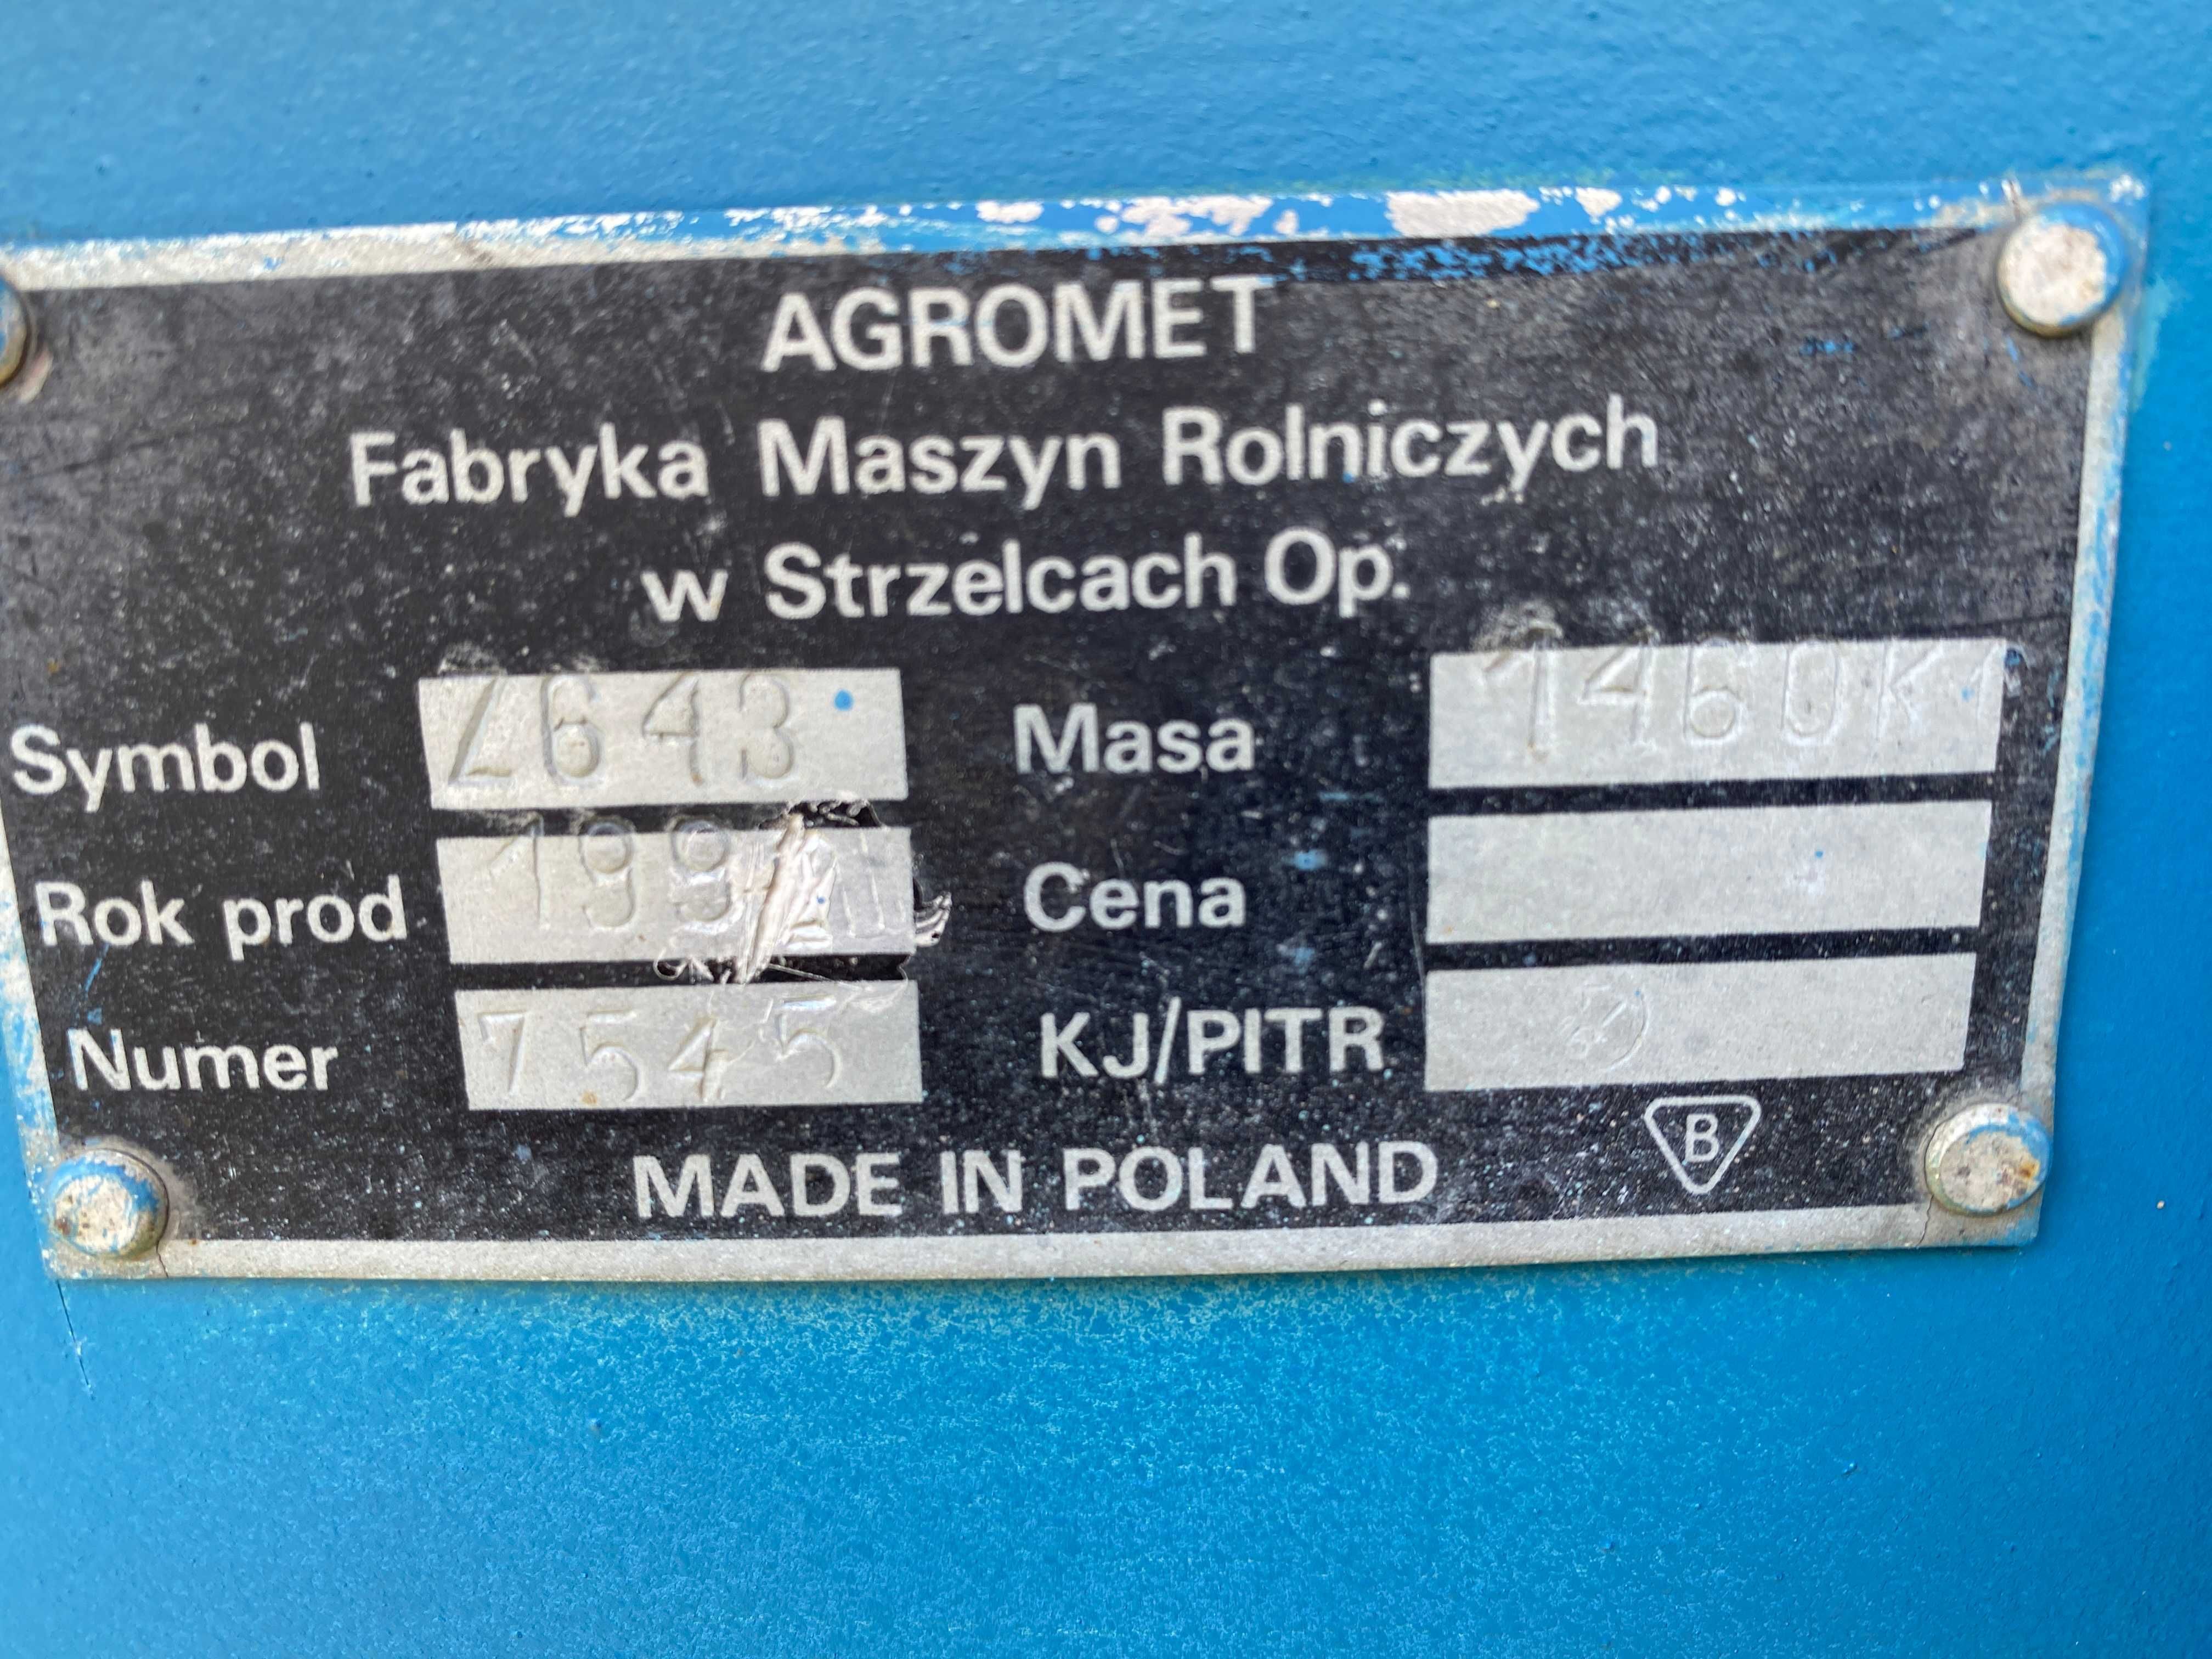 AGROMET
Fabryka Maszyn Rolniczych
w Strzelcach Op.
Symbol Z643 Masa 1460K
Rok prod Cena
Numer 7545 KJ/PITR
MADE IN POLAND B